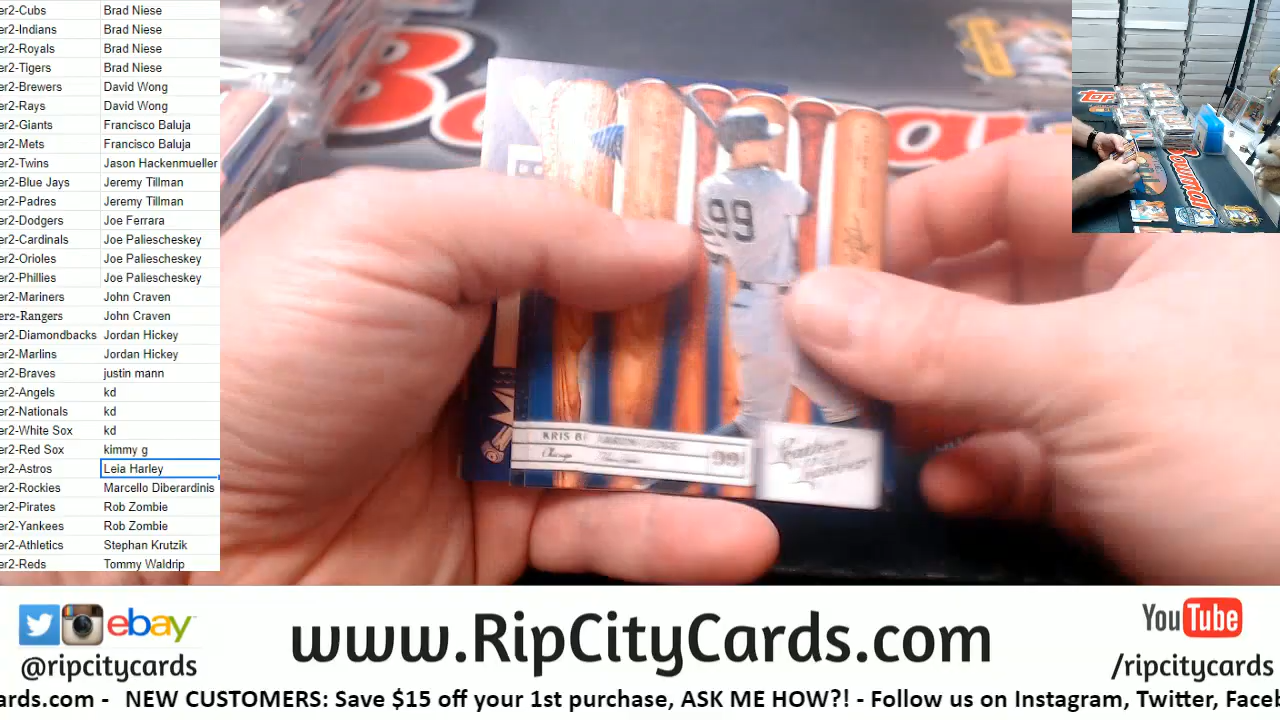 er2-Cubs Brad Niese
er2-Indians Brad Niese
er2-Royals Brad Niese
er2-Tigers Brad Niese
er2-Brewers David Wong
er2-Rays David Wong
er2-Giants Francisco Baluja
er2-Mets Francisco Baluja
er2-Twins Jason Hackenmueller
er2-Blue Jays Jeremy Tillman
er2-Padres Jeremy Tillman
er2-Dodgers Joe Ferrara
er2-Cardinals Joe Paliescheskey
er2-Orioles Joe Paliescheskey
er2-Phillies Joe Paliescheskey
er2-Mariners John Craven
er2-Rangers John Craven
er2-Diamondbacks Jordan Hickey
er2-Marlins Jordan Hickey
er2-Braves justin mann
er2-Angels kd
er2-Nationals kd
er2-White Sox kd
er2-Red Sox kimmy g
er2-Astros Leia Harley
er2-Rockies Marcello Diberardinis
er2-Pirates Rob Zombie
er2-Yankees Rob Zombie
er2-Athletics Stephan Krutzik
er2-Reds Tommy Waldrip
99
KRIS B
99
Topps
Bowman
ebay
@ripcitycards
www.RipCityCards.com
YouTube
/ripcitycards
ards.com - NEW CUSTOMERS: Save $15 off your 1st purchase, ASK ME HOW?! - Follow us on Instagram, Twitter, Faceb